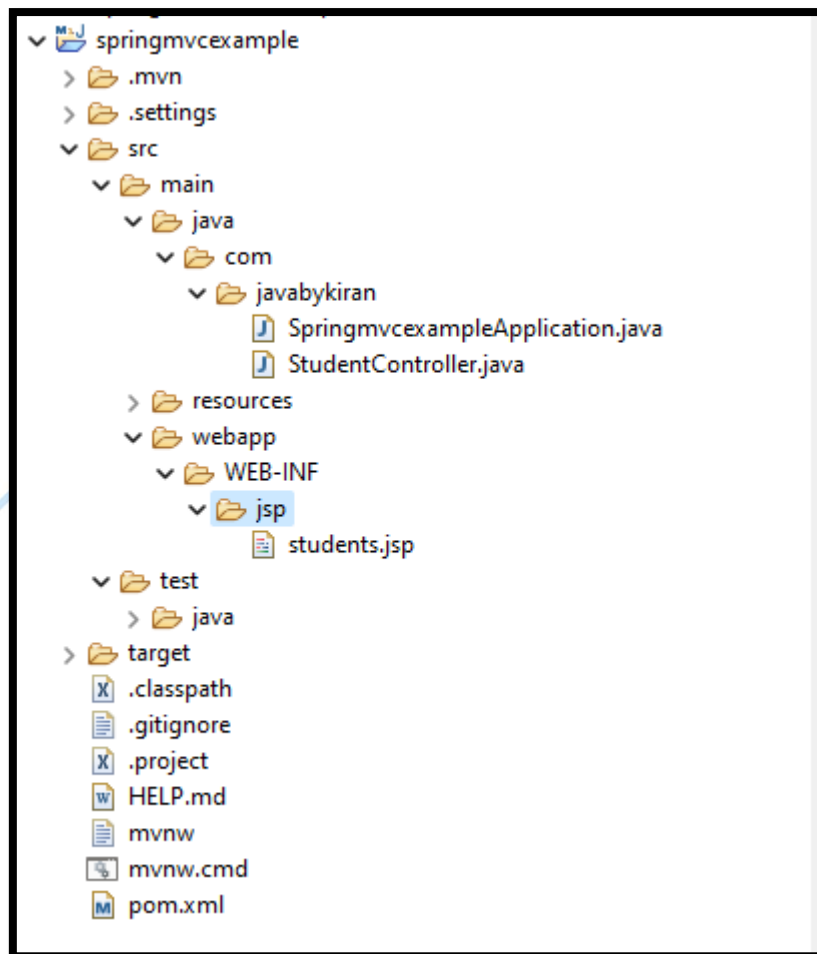 springmvcexample
.mvn
.settings
src
main
java
com
javabykiran
SpringmvcexampleApplication.java
StudentController.java
resources
webapp
WEB-INF
jsp
students.jsp
test
java
target
.classpath
.gitignore
.project
HELP.md
mvnw
mvnw.cmd
pom.xml